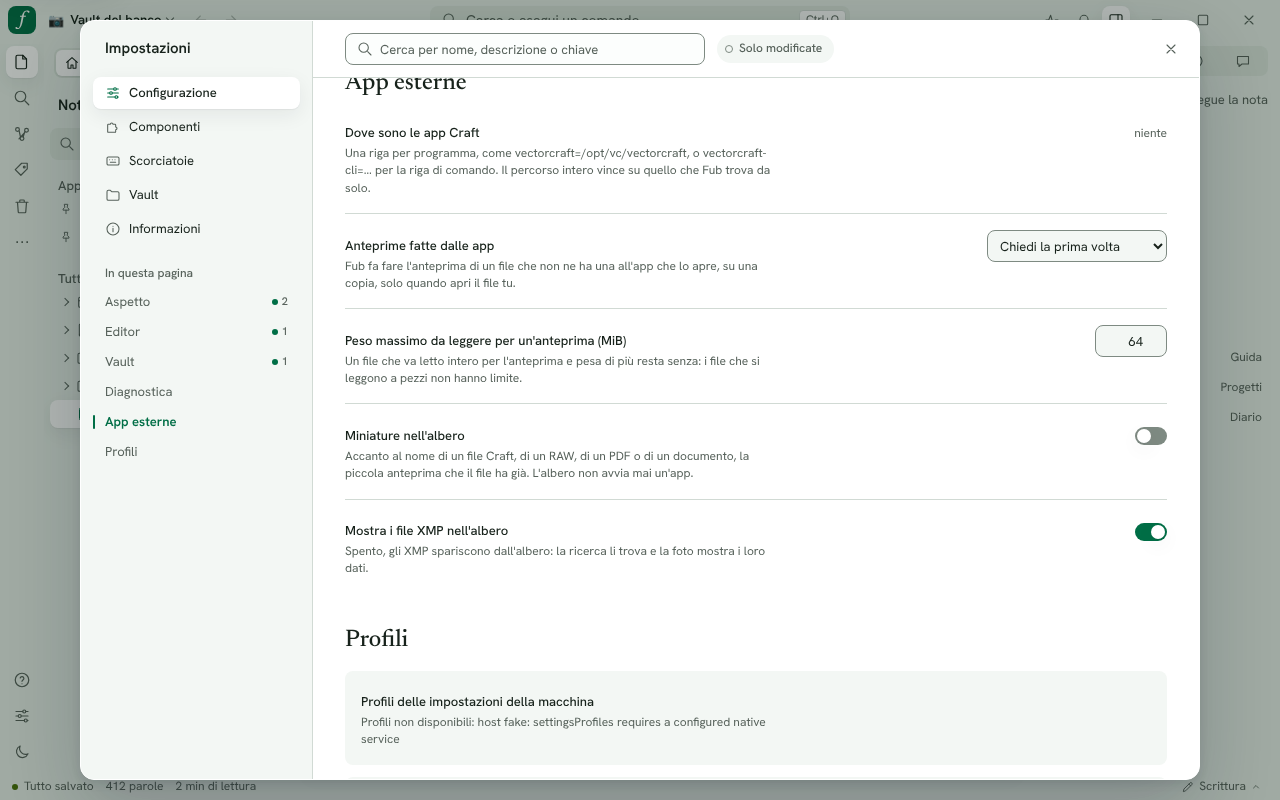 Vault del banco
Cerca o esegui un comando
Ctrl+O
Impostazioni
Cerca per nome, descrizione o chiave
Solo modificate
Configurazione
Componenti
Scorciatoie
Vault
Informazioni
In questa pagina
Aspetto 2
Editor 1
Vault 1
Diagnostica
App esterne
Profili
App esterne
Dove sono le app Craft
niente
Una riga per programma, come vectorcraft=/opt/vc/vectorcraft, o vectorcraft-
cli=… per la riga di comando. Il percorso intero vince su quello che Fub trova da
solo.
Anteprime fatte dalle app
Chiedi la prima volta
Fub fa fare l'anteprima di un file che non ne ha una all'app che lo apre, su una
copia, solo quando apri il file tu.
Peso massimo da leggere per un'anteprima (MiB)
64
Un file che va letto intero per l'anteprima e pesa di più resta senza: i file che si
leggono a pezzi non hanno limite.
Miniature nell'albero
Accanto al nome di un file Craft, di un RAW, di un PDF o di un documento, la
piccola anteprima che il file ha già. L'albero non avvia mai un'app.
Mostra i file XMP nell'albero
Spento, gli XMP spariscono dall'albero: la ricerca li trova e la foto mostra i loro
dati.
Profili
Profili delle impostazioni della macchina
Profili non disponibili: host fake: settingsProfiles requires a configured native
service
Not
App
Tutt
egue la nota
Guida
Progetti
Diario
Tutto salvato 412 parole 2 min di lettura
Scrittura